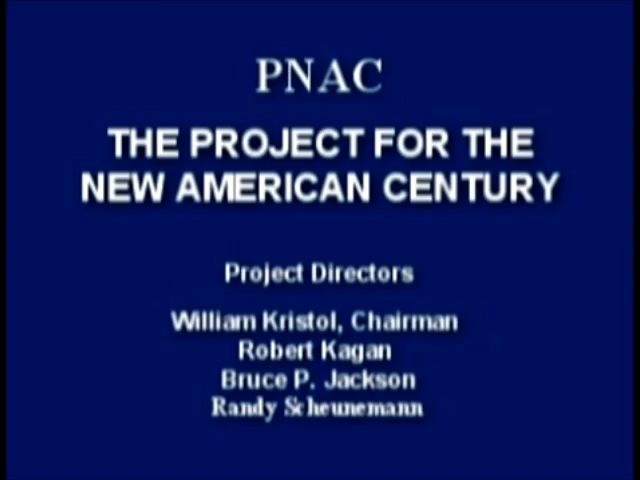 PNAC
THE PROJECT FOR THE
NEW AMERICAN CENTURY
Project Directors
William Kristol, Chairman
Robert Kagan
Bruce P. Jackson
Randy Scheunemann